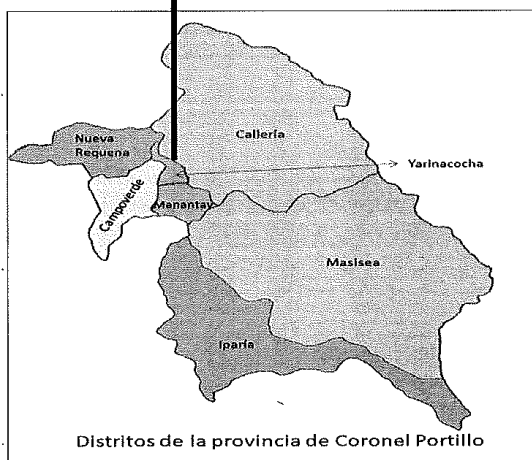 Nueva
Requena
Callería
Yarinacocha
Campoverde
Manantay
Masisea
Iparía
Distritos de la provincia de Coronel Portillo